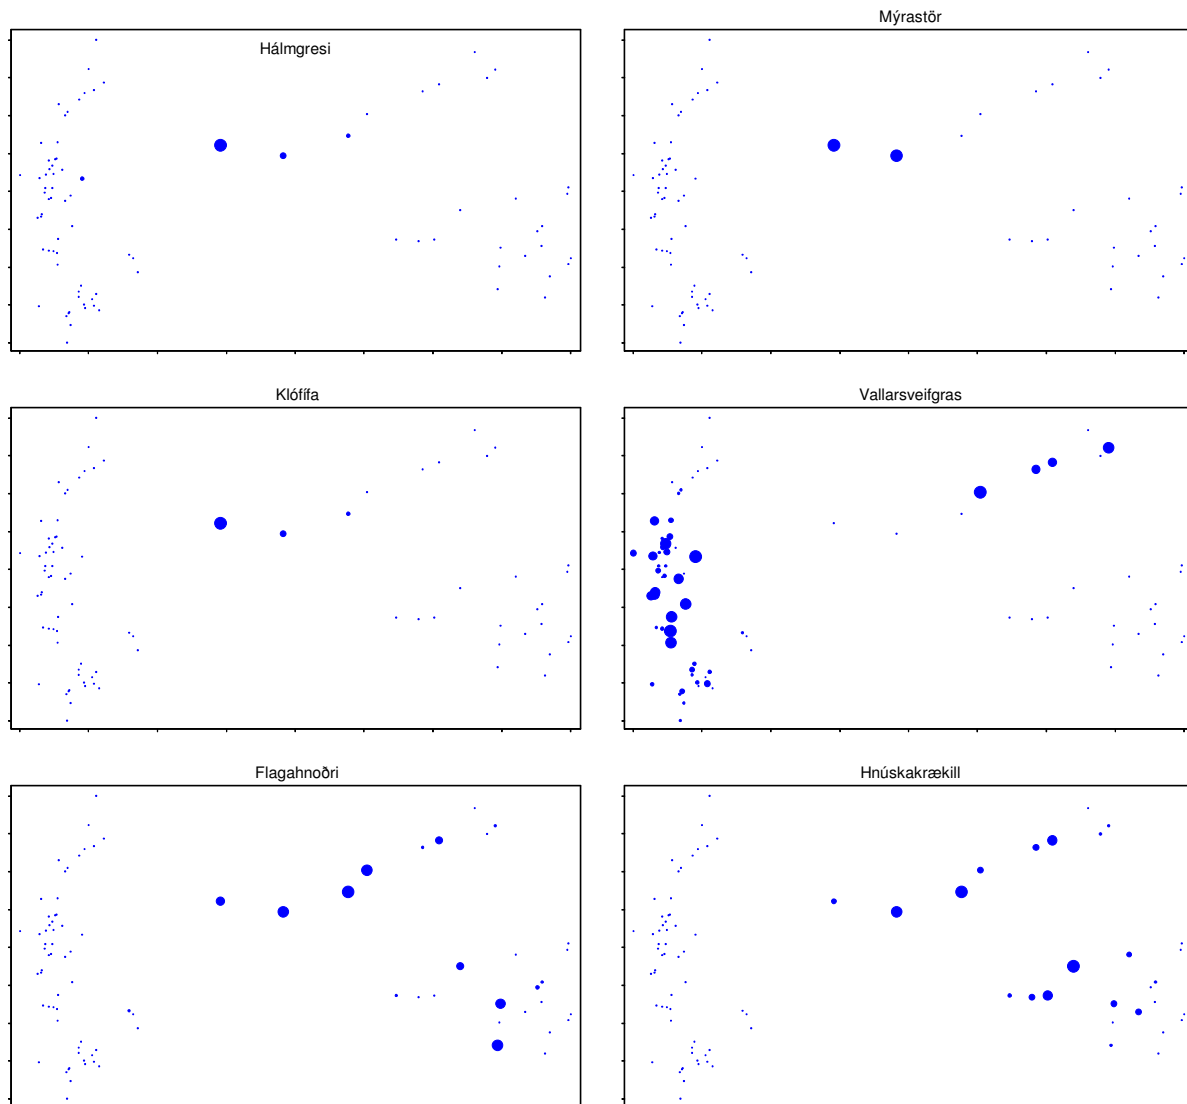 Hálmgresi
Mýrastör
Klófífa
Vallarsveifgras
Flagahnoðri
Hnúskakrækill